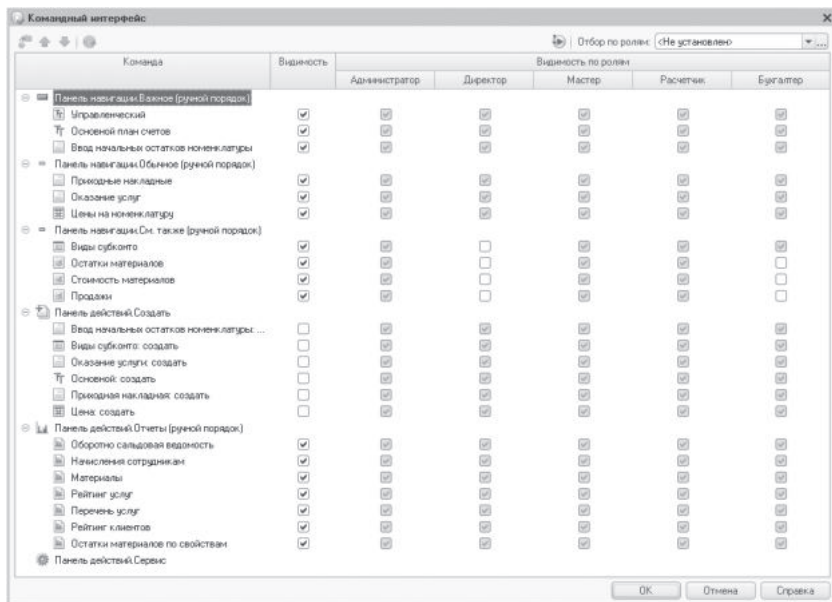 Командный интерфейс
Отбор по ролям: <Не установлено>
Команда Видимость Видимость по ролям
Администратор Директор Мастер Расчетчик Бухгалтер
Панель навигации.Важное (ручной порядок)
Управленческий
Основной план счетов
Ввод начальных остатков номенклатуры
Панель навигации.Обычное (ручной порядок)
Приходные накладные
Оказание услуг
Цены на номенклатуру
Панель навигации.См. также (ручной порядок)
Виды субконто
Остатки материалов
Стоимость материалов
Продажи
Панель действий.Создать
Ввод начальных остатков номенклатуры: ...
Виды субконто: создать
Оказание услуги: создать
Основной: создать
Приходная накладная: создать
Цена: создать
Панель действий.Отчеты (ручной порядок)
Оборотно сальдовая ведомость
Начисления сотрудникам
Материалы
Рейтинг услуг
Перечень услуг
Рейтинг клиентов
Остатки материалов по свойствам
Панель действий.Сервис
OK Отмена Справка